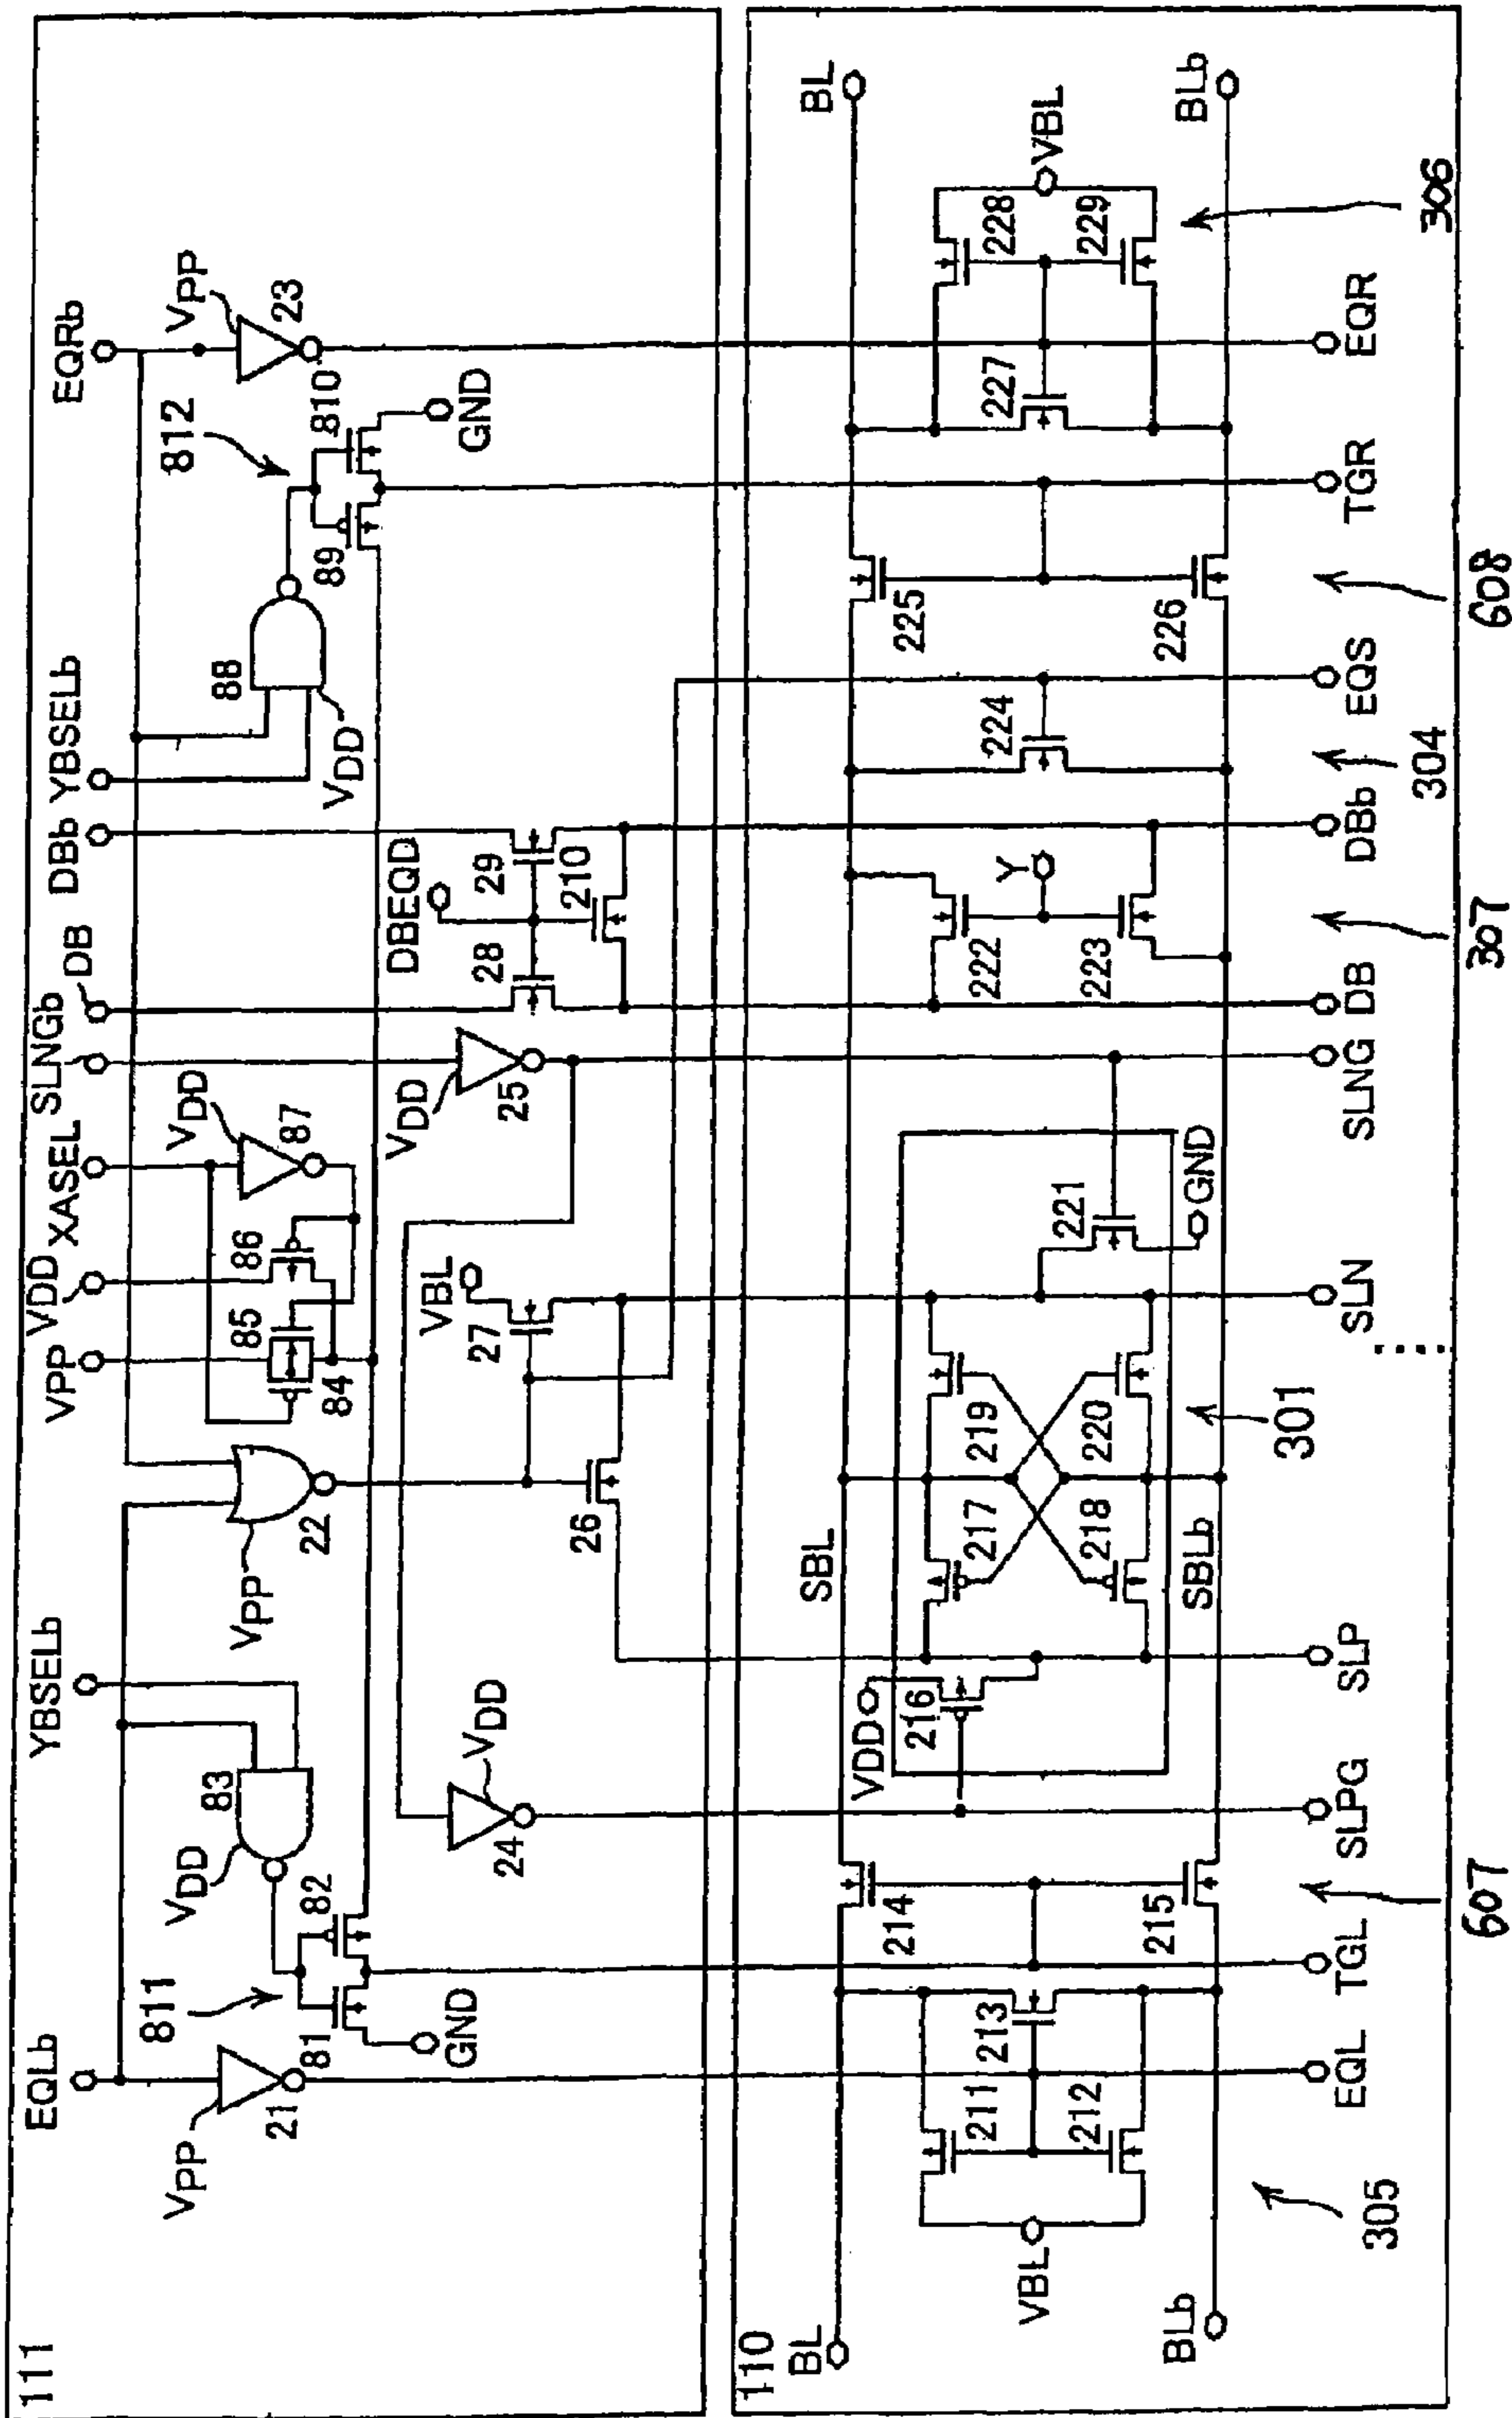 111
EQLb
YBSELb
VPP
VDD
XASEL
SLNGb
DB
DBb
YBSELb
EQRb
VPP
21
811
81
82
GND
VDD
83
VPP
22
84
85
86
VDD
87
88
VDD
89
812
810
GND
VPP
23
24
VDD
26
27
VBL
VDD
25
28
DBEQD
29
210
110
BL
BLb
VBL
305
211
212
213
214
215
607
VDD
216
SBL
217
218
SBLb
219
220
301
221
GND
222
223
Y
307
224
304
225
226
608
227
228
229
VBL
306
BL
BLb
EQL
TGL
SLPG
SLP
SLN
SLNG
DB
DBb
EQS
TGR
EQR